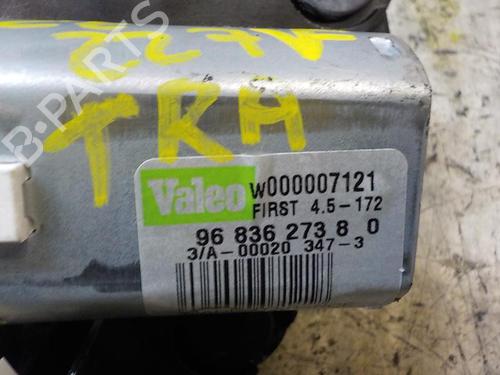 TRA
Valeo W000007121
FIRST 4.5-172
96 836 273 8 0
3/A-00020 347-3
B-PARTS